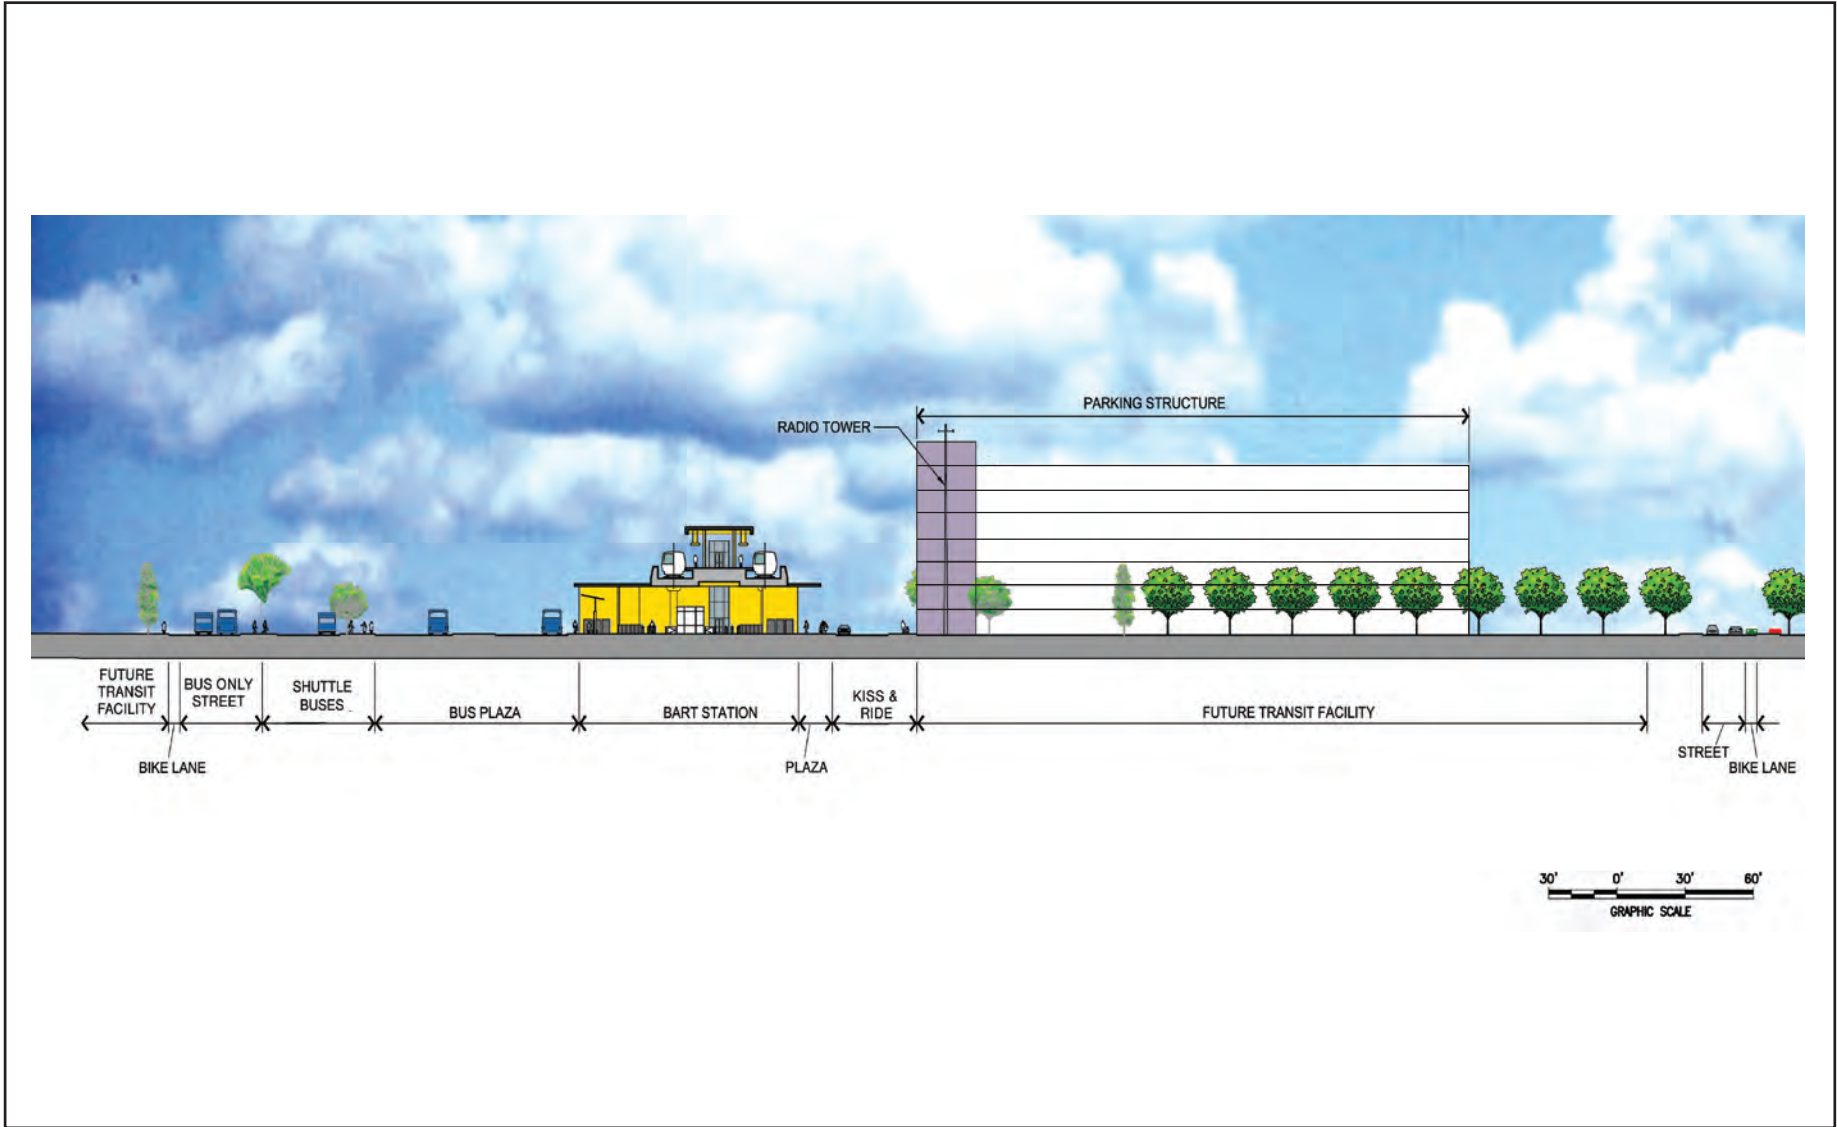 PARKING STRUCTURE
RADIO TOWER
FUTURE
TRANSIT
FACILITY
BUS ONLY
STREET
SHUTTLE
BUSES
BUS PLAZA
BART STATION
KISS &
RIDE
FUTURE TRANSIT FACILITY
STREET
BIKE LANE
PLAZA
BIKE LANE
30' 0' 30' 60'
GRAPHIC SCALE